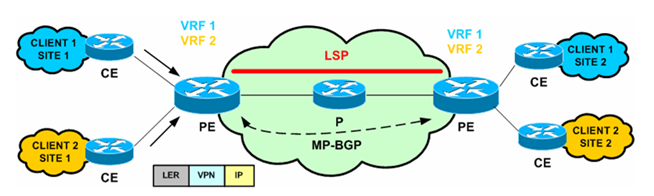 VRF 1
VRF 2
VRF 1
VRF 2
CLIENT 1
SITE 1
CE
LSP
CLIENT 1
SITE 2
CE
PE
P
PE
MP-BGP
CLIENT 2
SITE 1
CE
CLIENT 2
SITE 2
CE
LER VPN IP